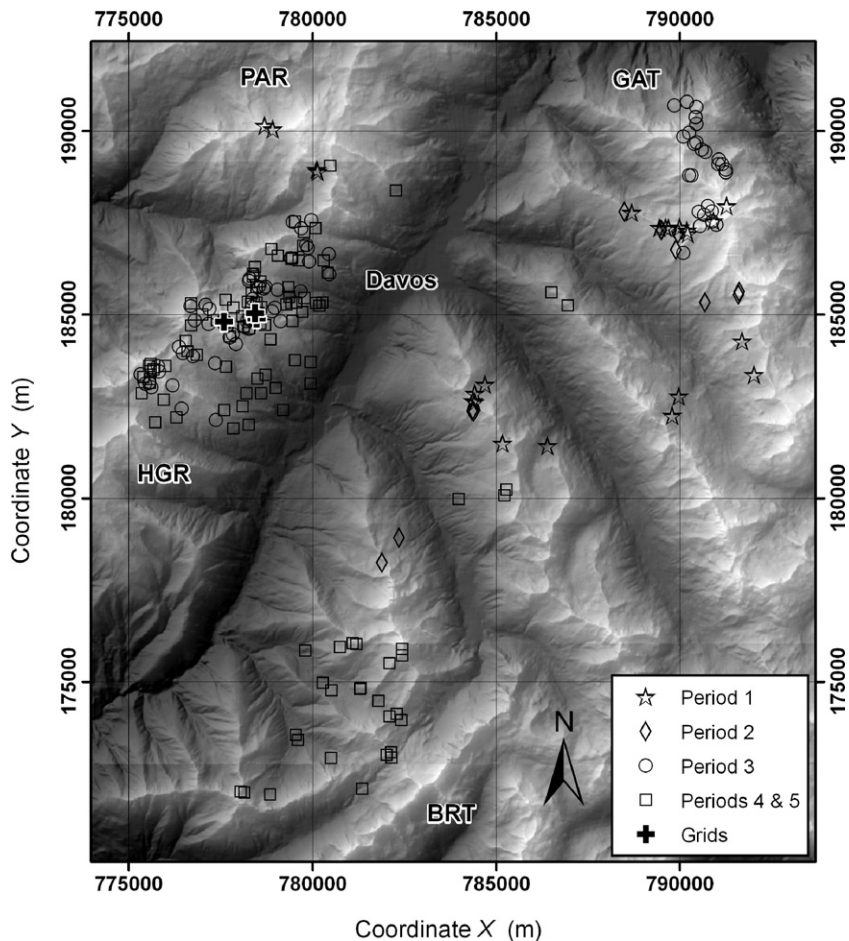 775000 780000 785000 790000
PAR
GAT
190000 190000
Davos
185000 185000
HGR
180000 180000
Coordinate Y (m)
175000 175000
N
BRT
Period 1
Period 2
Period 3
Periods 4 & 5
Grids
775000 780000 785000 790000
Coordinate X (m)